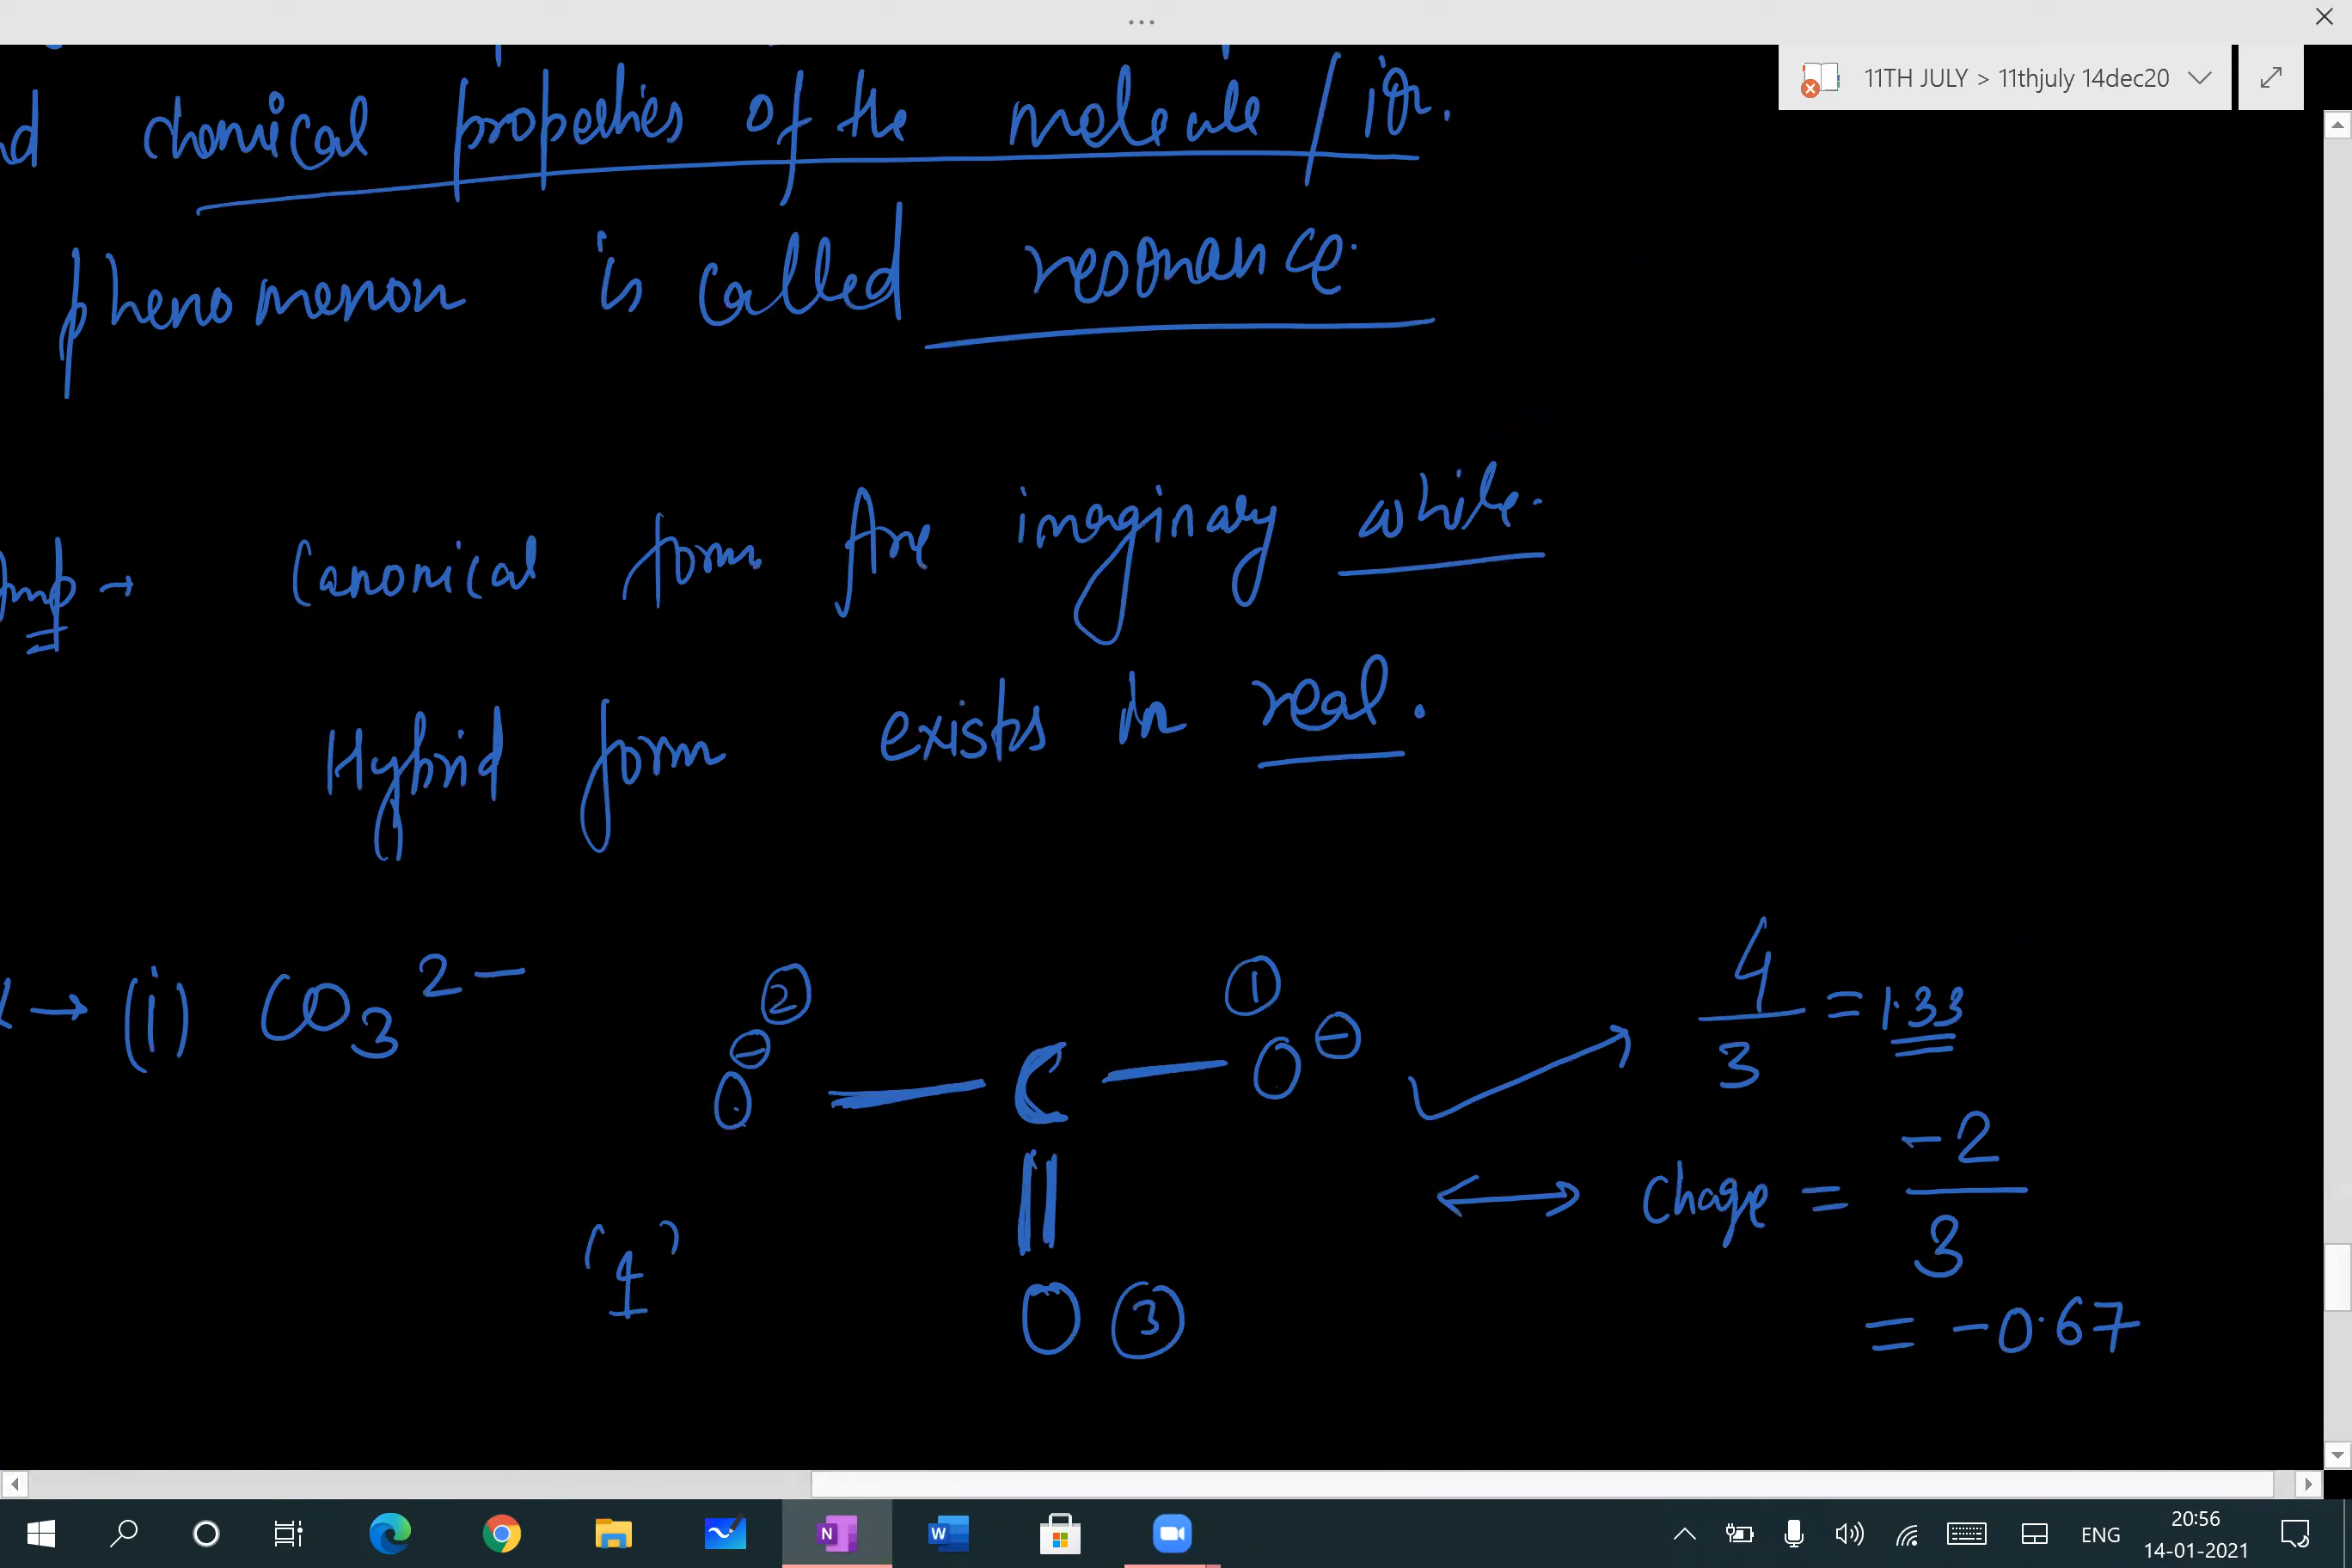 ...
11TH JULY > 11thjuly 14dec20
chemical properties of the molecule / ion.
phenomenon is called resonance.
Imp → Canonical form Are imaginary while.
Hybrid form exists in real.
→ (i) CO₃²⁻
② ①
O⊖ — C — O⊖
4/3 = 1.33
↔ Charge = -2/3
'I'
O ③
= -0.67
N
W
ENG
20:56
14-01-2021